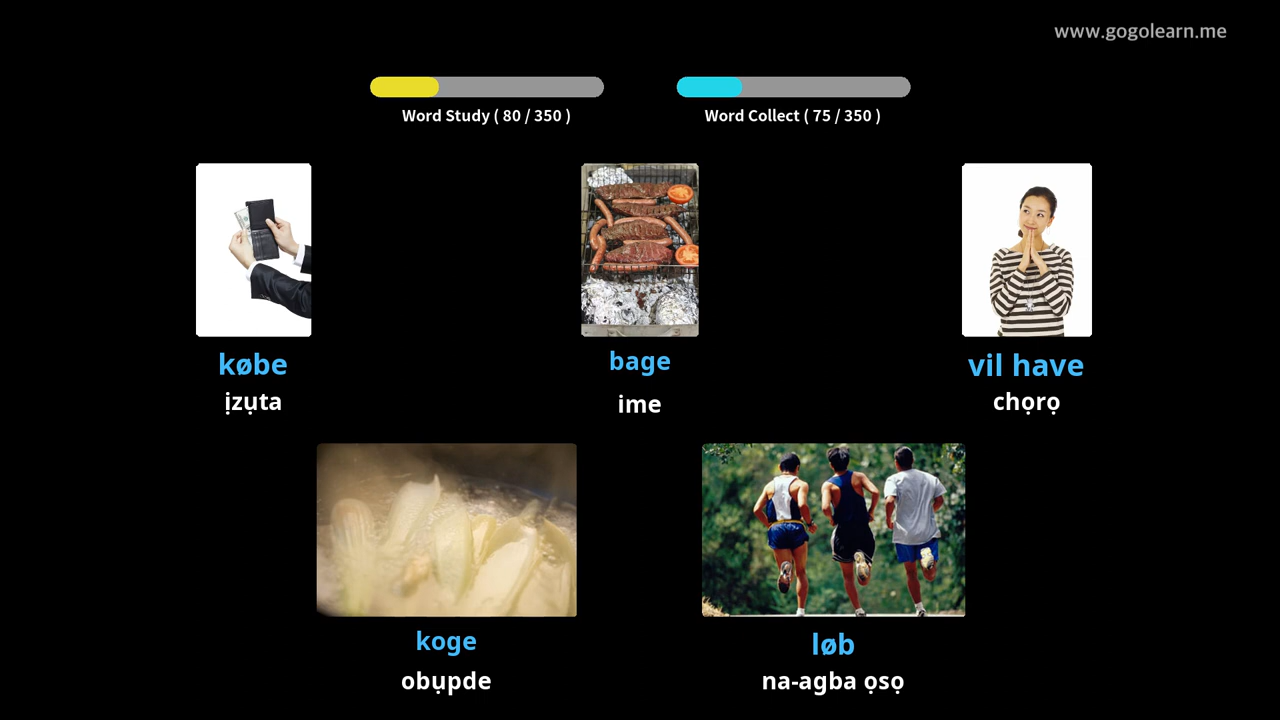 www.gogolearn.me
Word Study ( 80 / 350 )
Word Collect ( 75 / 350 )
købe
ịzụta
bage
ime
vil have
chọrọ
koge
obụpde
løb
na-agba ọsọ